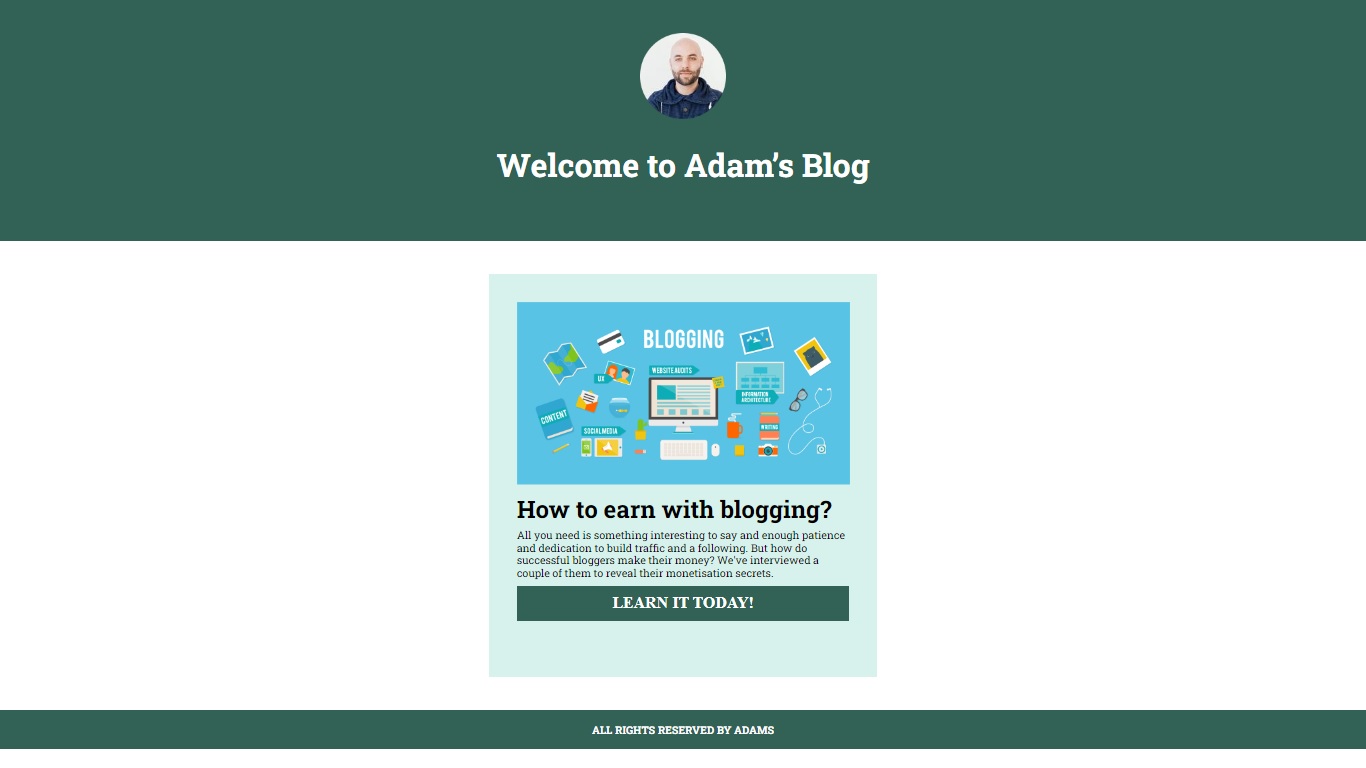 Welcome to Adam’s Blog
BLOGGING
WEBSITE AUDITS
UX
INFORMATION
ARCHITECTURE
CONTENT
SOCIAL MEDIA
WRITING
How to earn with blogging?
All you need is something interesting to say and enough patience
and dedication to build traffic and a following. But how do
successful bloggers make their money? We've interviewed a
couple of them to reveal their monetisation secrets.
LEARN IT TODAY!
ALL RIGHTS RESERVED BY ADAMS